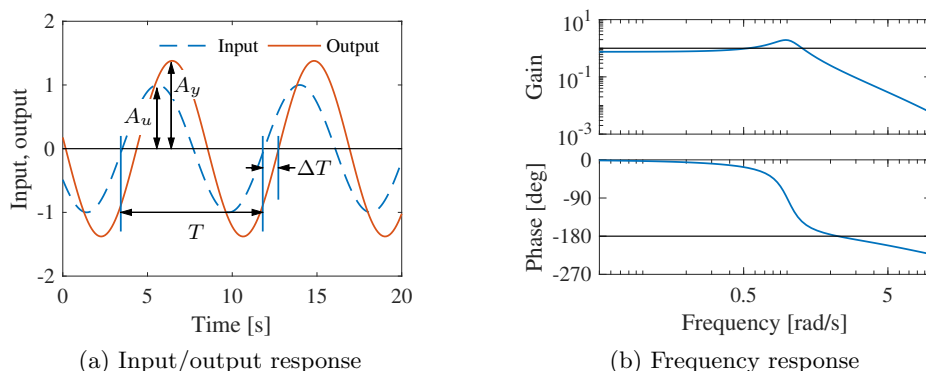 2
1
0
-1
-2
Input, output
Input
Output
A_u
A_y
ΔT
T
0 5 10 15 20
Time [s]
(a) Input/output response
10^1
10^-1
10^-3
Gain
0
-90
-180
-270
Phase [deg]
0.5 5
Frequency [rad/s]
(b) Frequency response